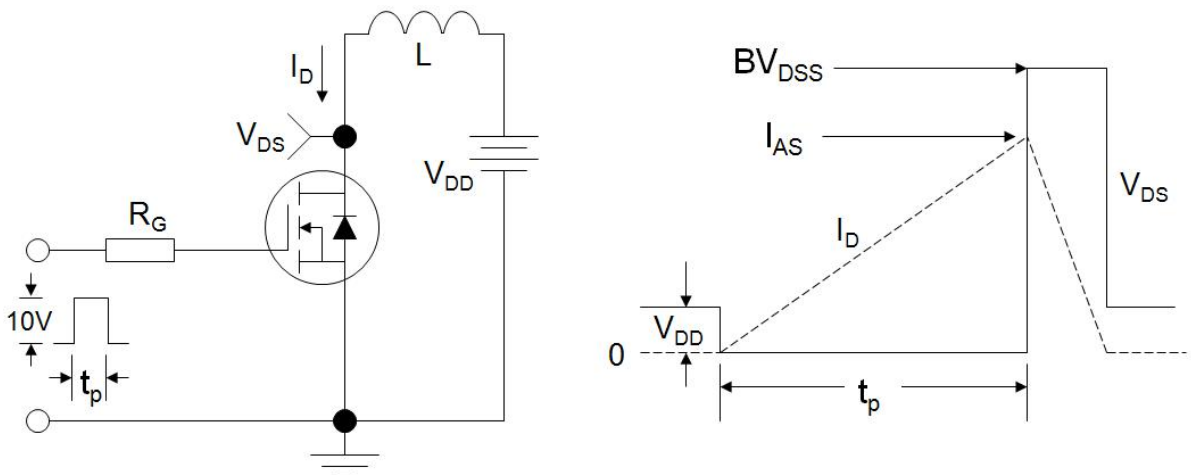 L
I_D
V_DS
V_DD
R_G
10V
t_p
BV_DSS
I_AS
V_DS
I_D
V_DD
0
t_p